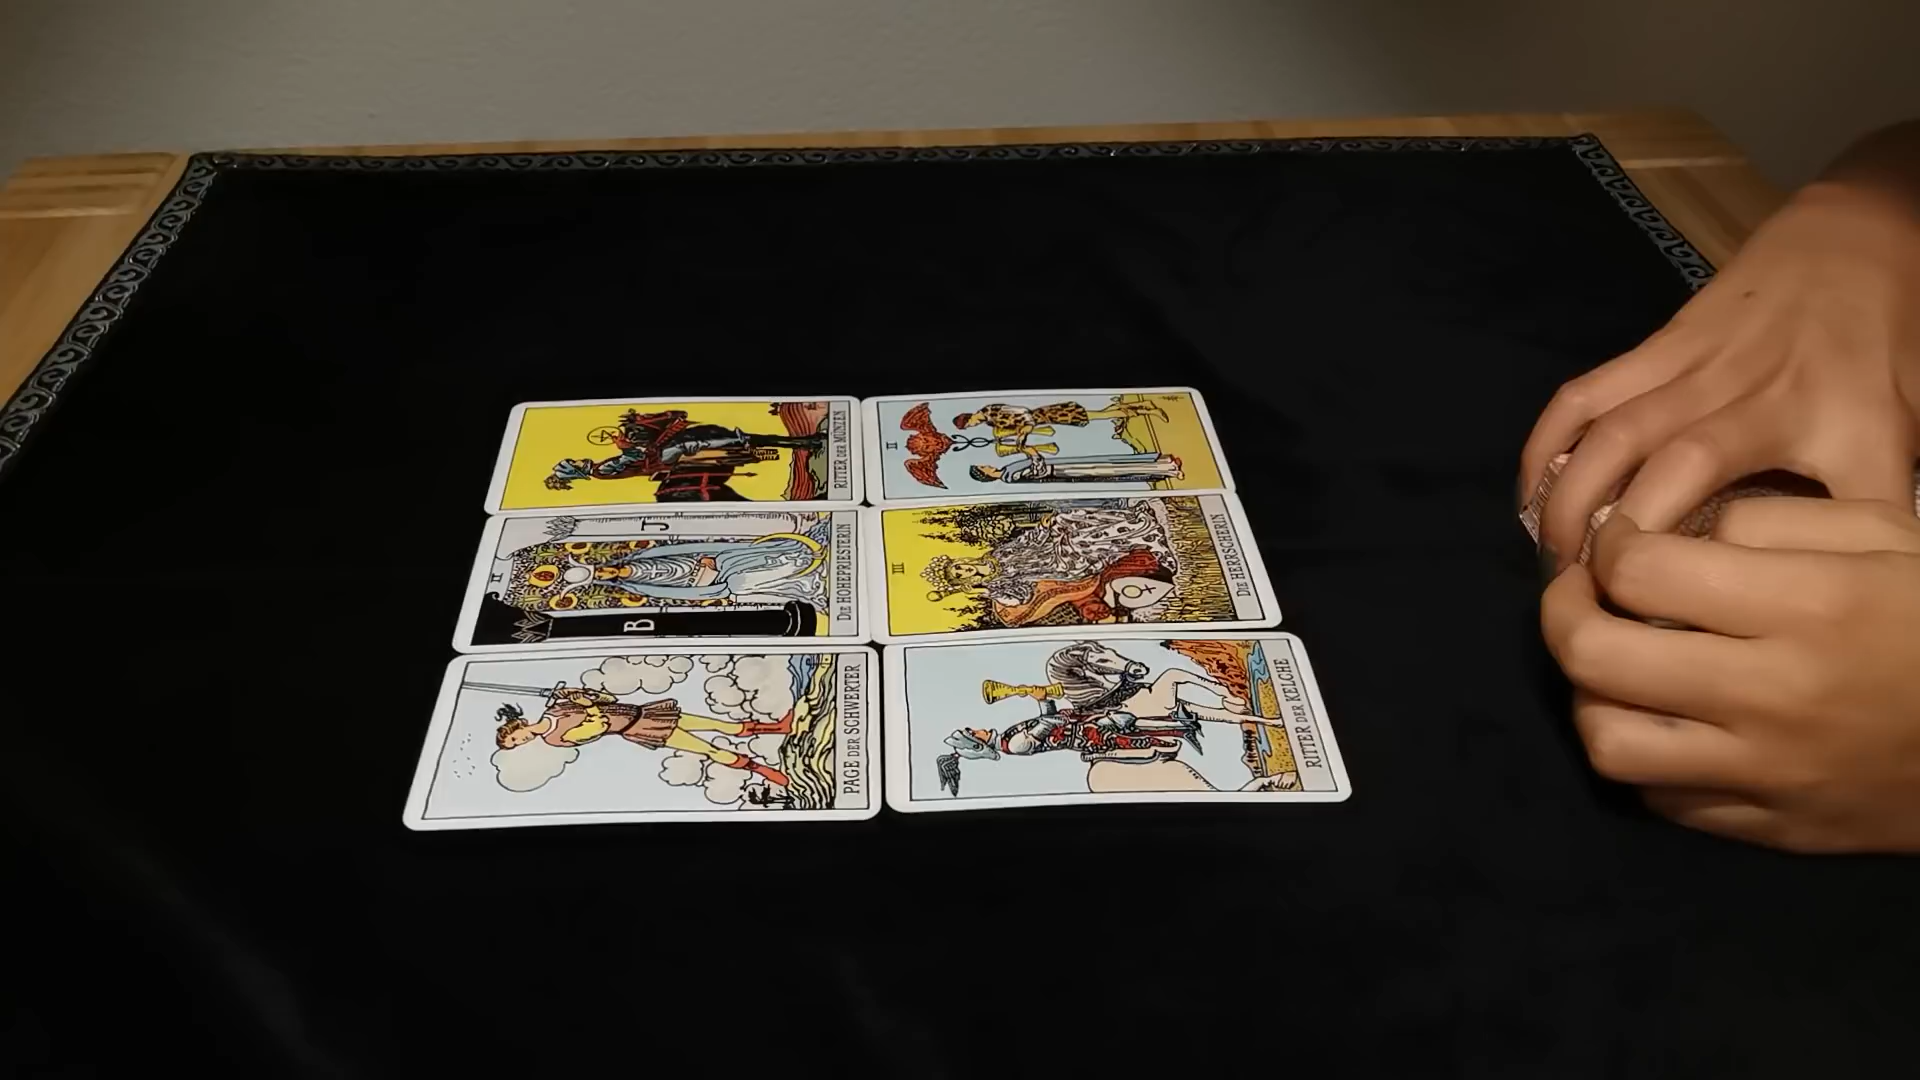 RITTER DER MÜNZEN
II
II
J
B
DIE HOHEPRIESTERIN
III
DIE HERRSCHERIN
PAGE DER SCHWERTER
RITTER DER KELCHE